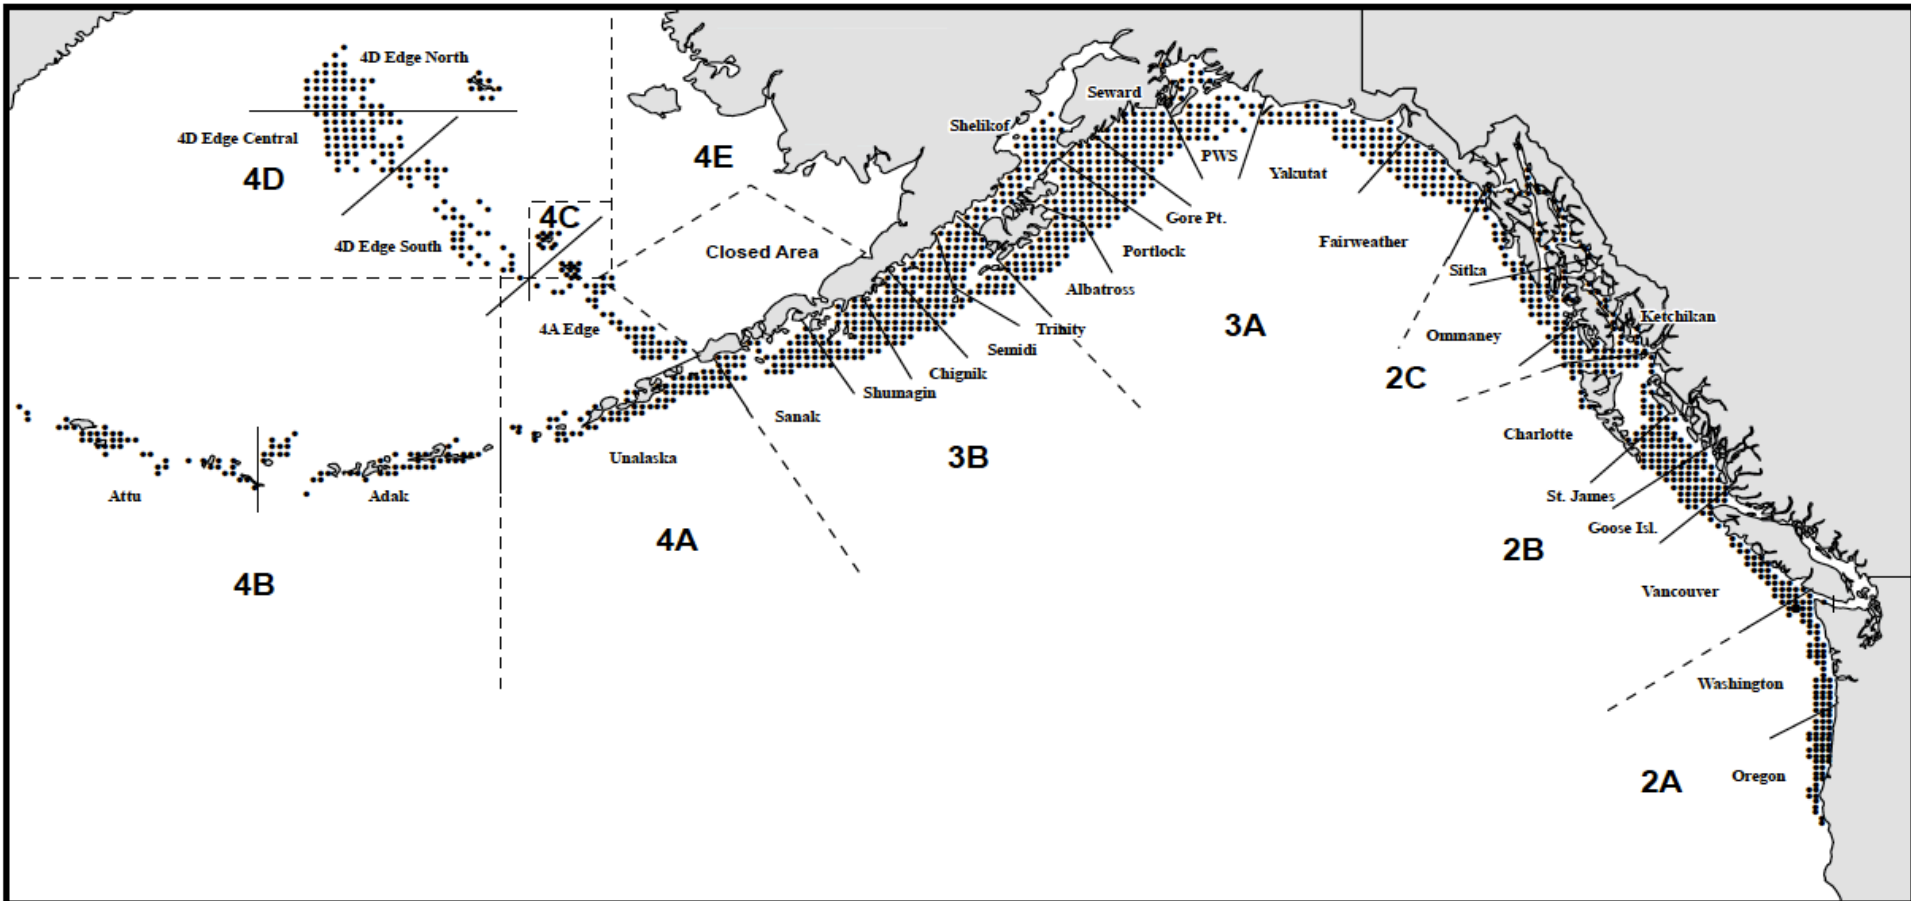 4D Edge North
Seward
Shelikof
4D Edge Central
4E
PWS
4D
Yakutat
4C
Gore Pt.
4D Edge South
Closed Area
Fairweather
Portlock
Sitka
Albatross
Ketchikan
4A Edge
3A
Trinity
Ommaney
Semidi
Chignik
2C
Shumagin
Sanak
Charlotte
Unalaska
3B
Attu
Adak
St. James
Goose Isl.
4A
2B
4B
Vancouver
Washington
Oregon
2A